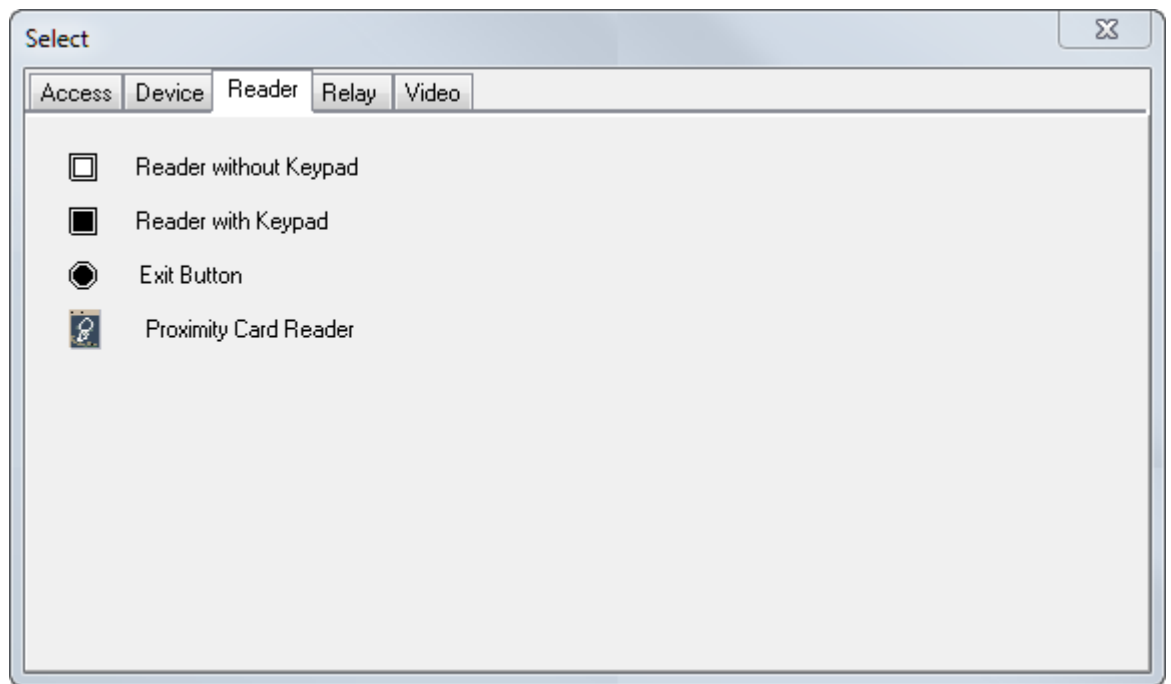 Select
Access Device Reader Relay Video
Reader without Keypad
Reader with Keypad
Exit Button
Proximity Card Reader